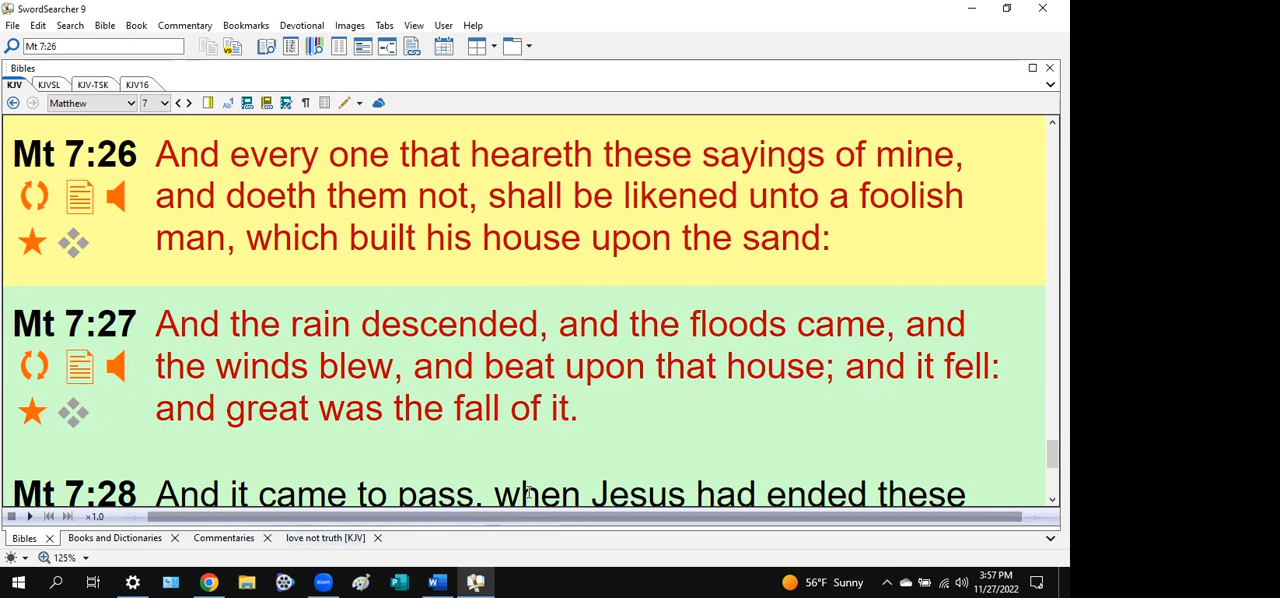 SwordSearcher 9
File Edit Search Bible Book Commentary Bookmarks Devotional Images Tabs View User Help
Mt 7:26
Bibles
KJV KJVSL KJV-TSK KJV16
Matthew 7
Mt 7:26 And every one that heareth these sayings of mine,
and doeth them not, shall be likened unto a foolish
man, which built his house upon the sand:
Mt 7:27 And the rain descended, and the floods came, and
the winds blew, and beat upon that house; and it fell:
and great was the fall of it.
Mt 7:28 And it came to pass, when Jesus had ended these
×1.0
Bibles Books and Dictionaries Commentaries love not truth [KJV]
125%
zoom 56°F Sunny 3:57 PM
11/27/2022